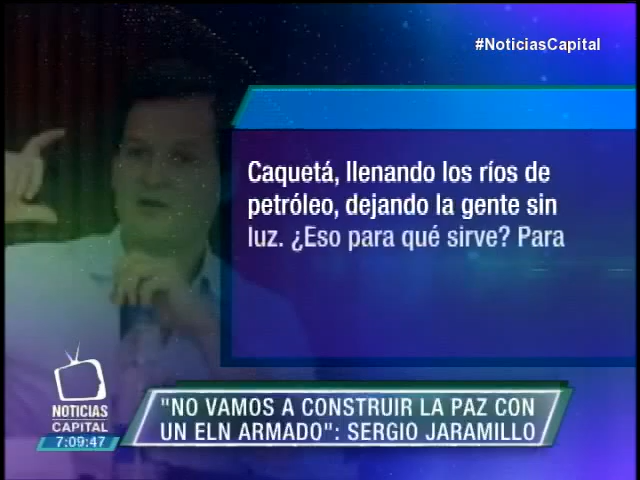 #NoticiasCapital
Caquetá, llenando los ríos de
petróleo, dejando la gente sin
luz. ¿Eso para qué sirve? Para
NOTICIAS
CAPITAL
7:09:47
"NO VAMOS A CONSTRUIR LA PAZ CON
UN ELN ARMADO": SERGIO JARAMILLO